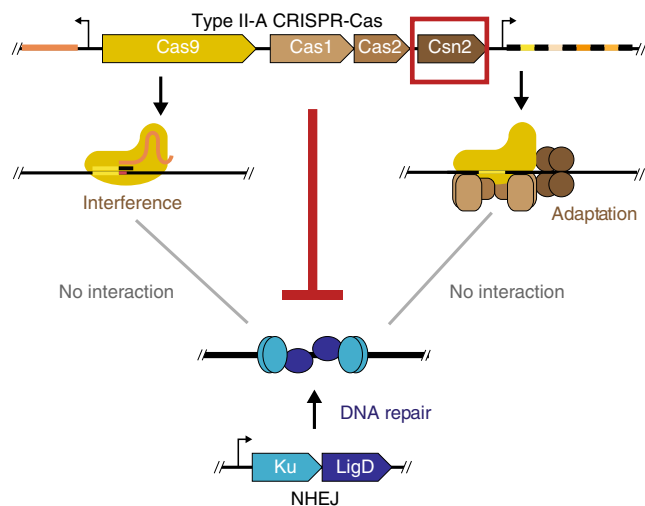 Type II-A CRISPR-Cas
Cas9
Cas1
Cas2
Csn2
Interference
Adaptation
No interaction
No interaction
DNA repair
Ku
LigD
NHEJ